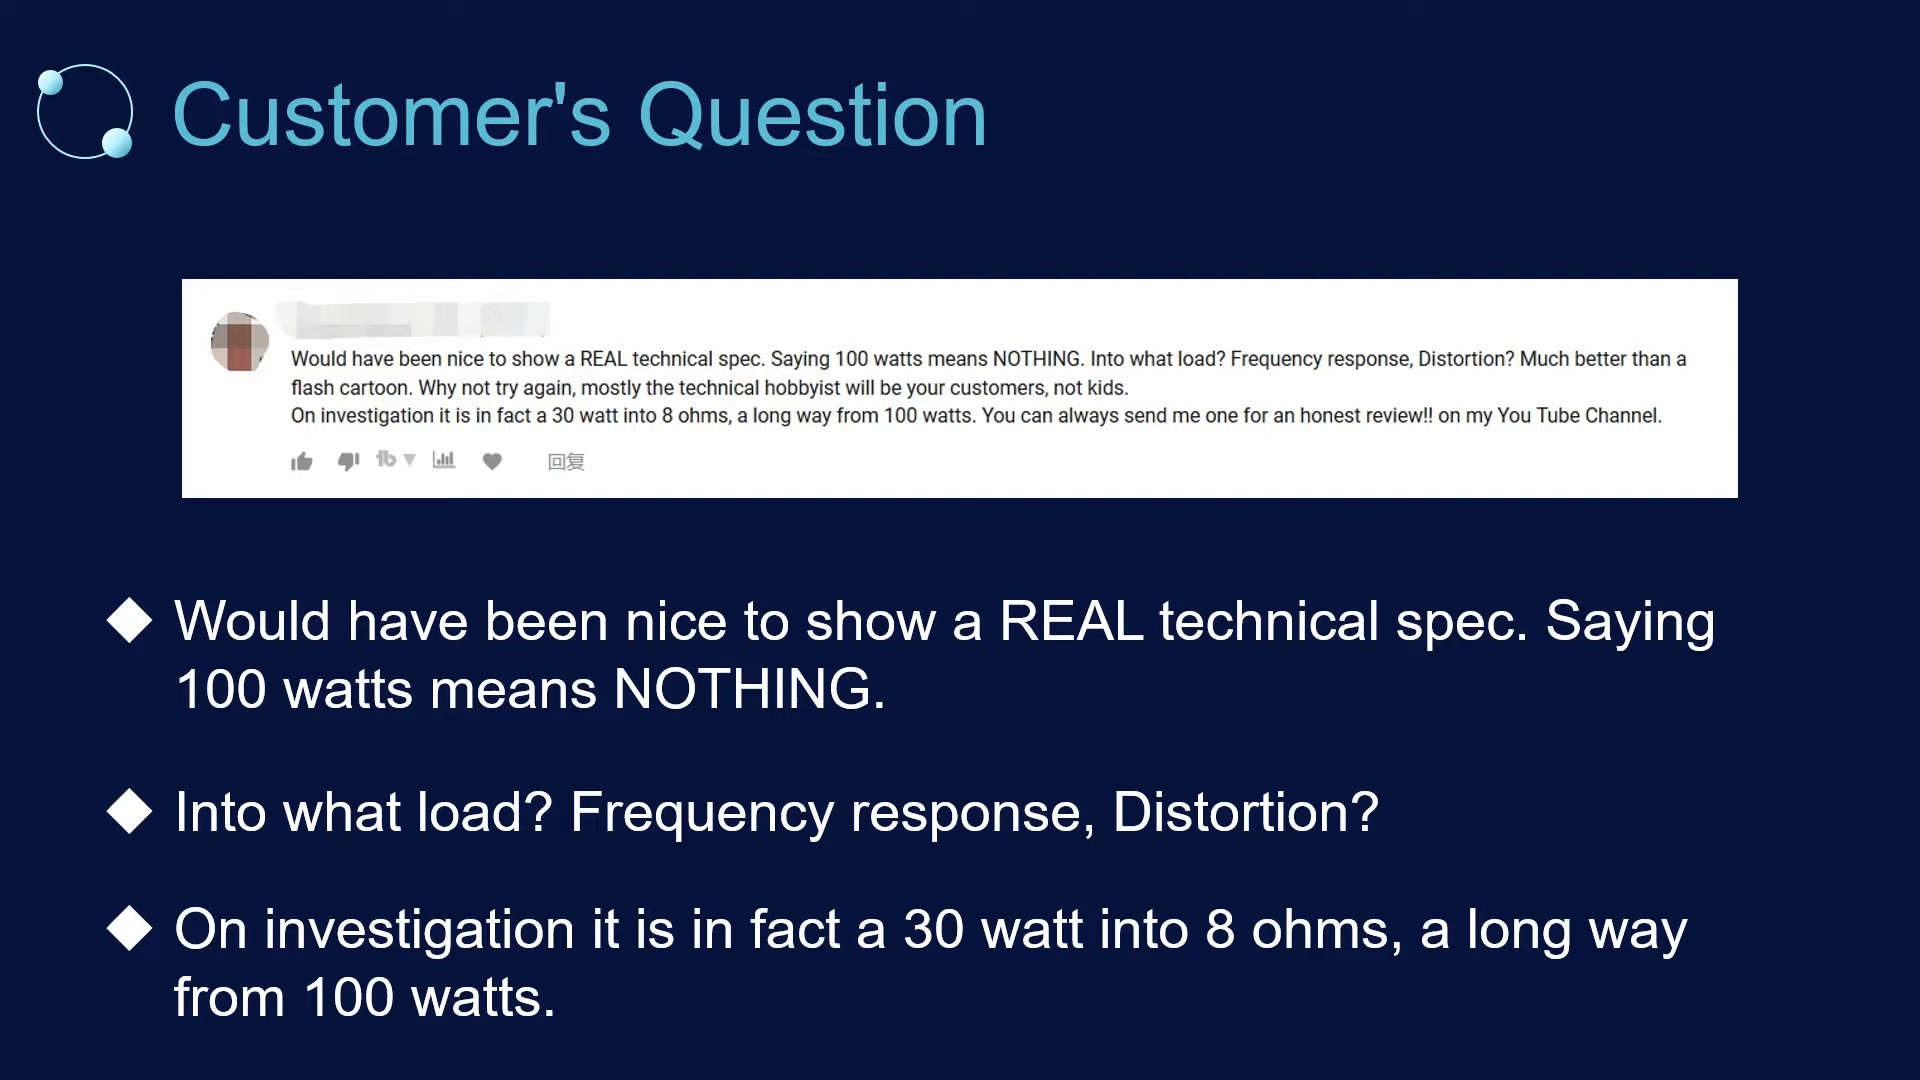 Customer's Question
Would have been nice to show a REAL technical spec. Saying 100 watts means NOTHING. Into what load? Frequency response, Distortion? Much better than a
flash cartoon. Why not try again, mostly the technical hobbyist will be your customers, not kids.
On investigation it is in fact a 30 watt into 8 ohms, a long way from 100 watts. You can always send me one for an honest review!! on my You Tube Channel.
回复
Would have been nice to show a REAL technical spec. Saying
100 watts means NOTHING.
Into what load? Frequency response, Distortion?
On investigation it is in fact a 30 watt into 8 ohms, a long way
from 100 watts.